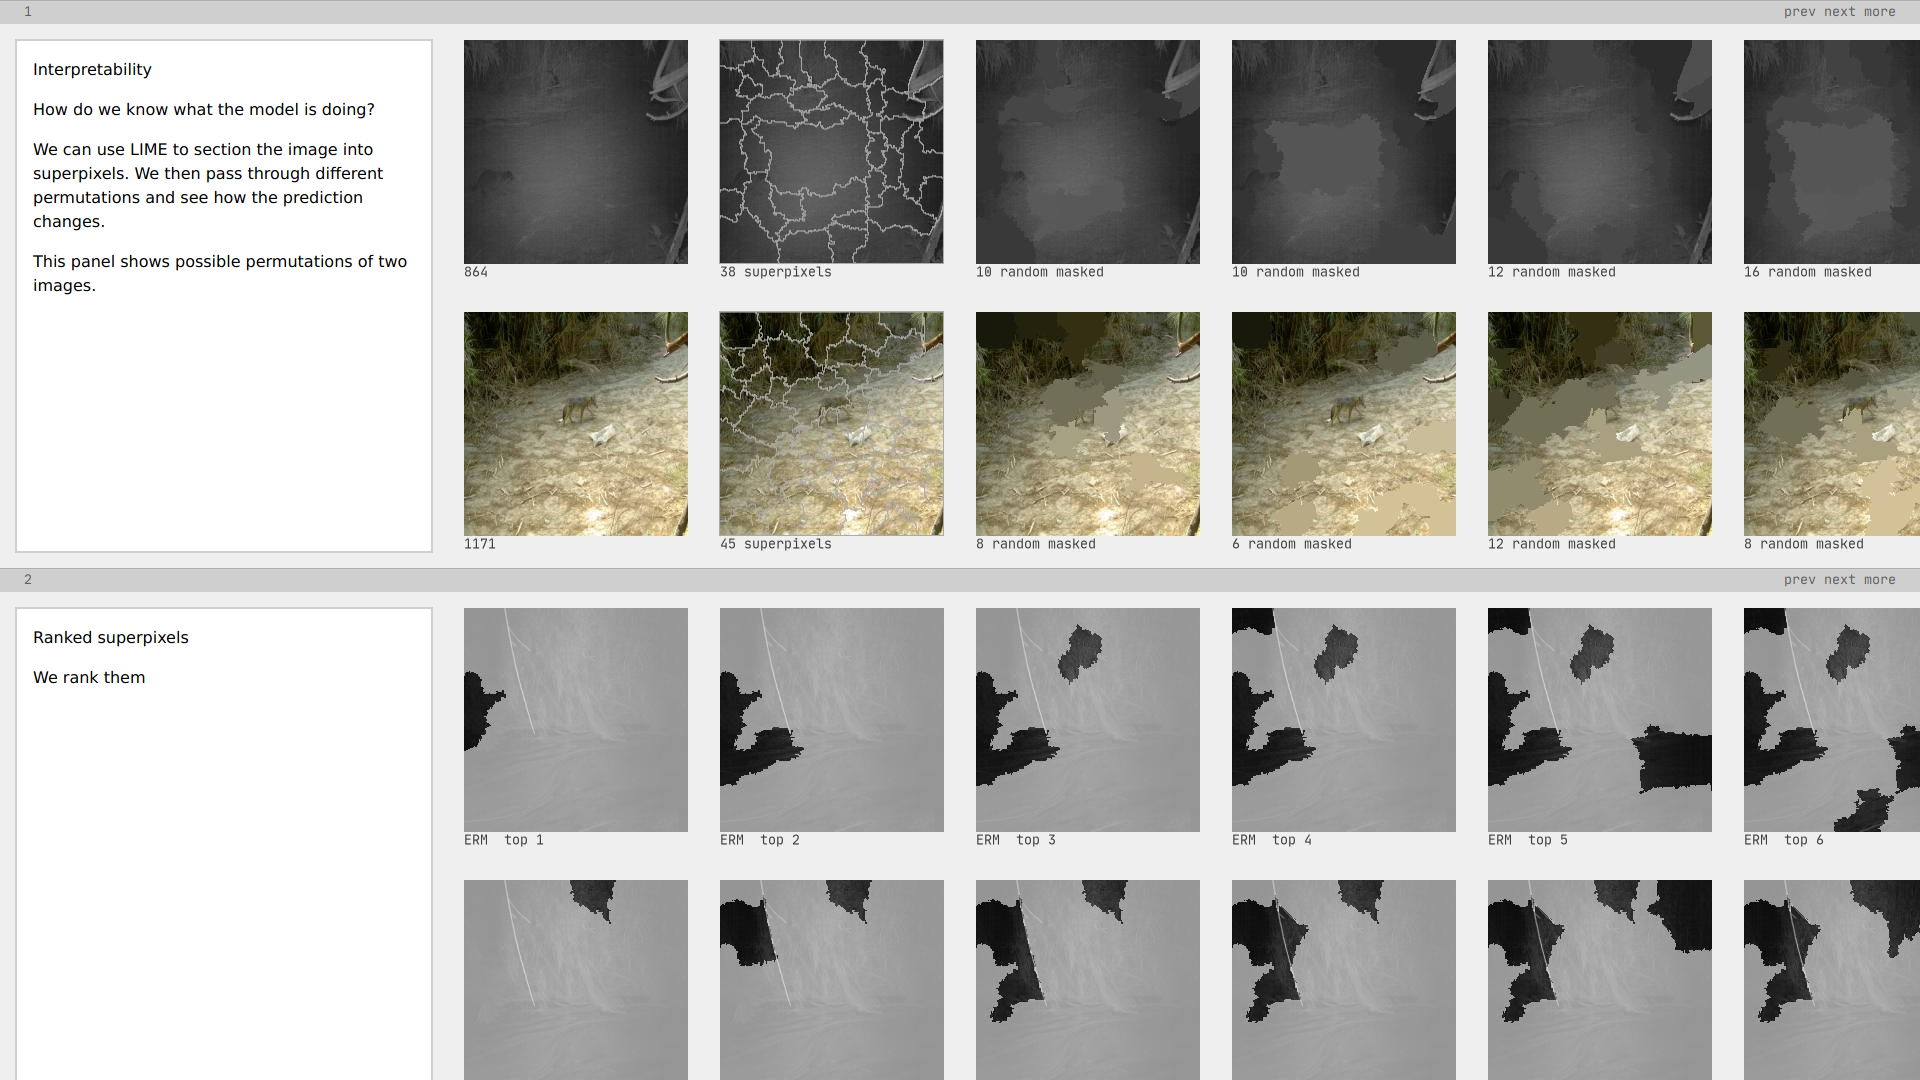 1
prev next more
Interpretability
How do we know what the model is doing?
We can use LIME to section the image into
superpixels. We then pass through different
permutations and see how the prediction
changes.
This panel shows possible permutations of two
images.
864
38 superpixels
10 random masked
10 random masked
12 random masked
16 random masked
1171
45 superpixels
8 random masked
6 random masked
12 random masked
8 random masked
2
prev next more
Ranked superpixels
We rank them
ERM top 1
ERM top 2
ERM top 3
ERM top 4
ERM top 5
ERM top 6